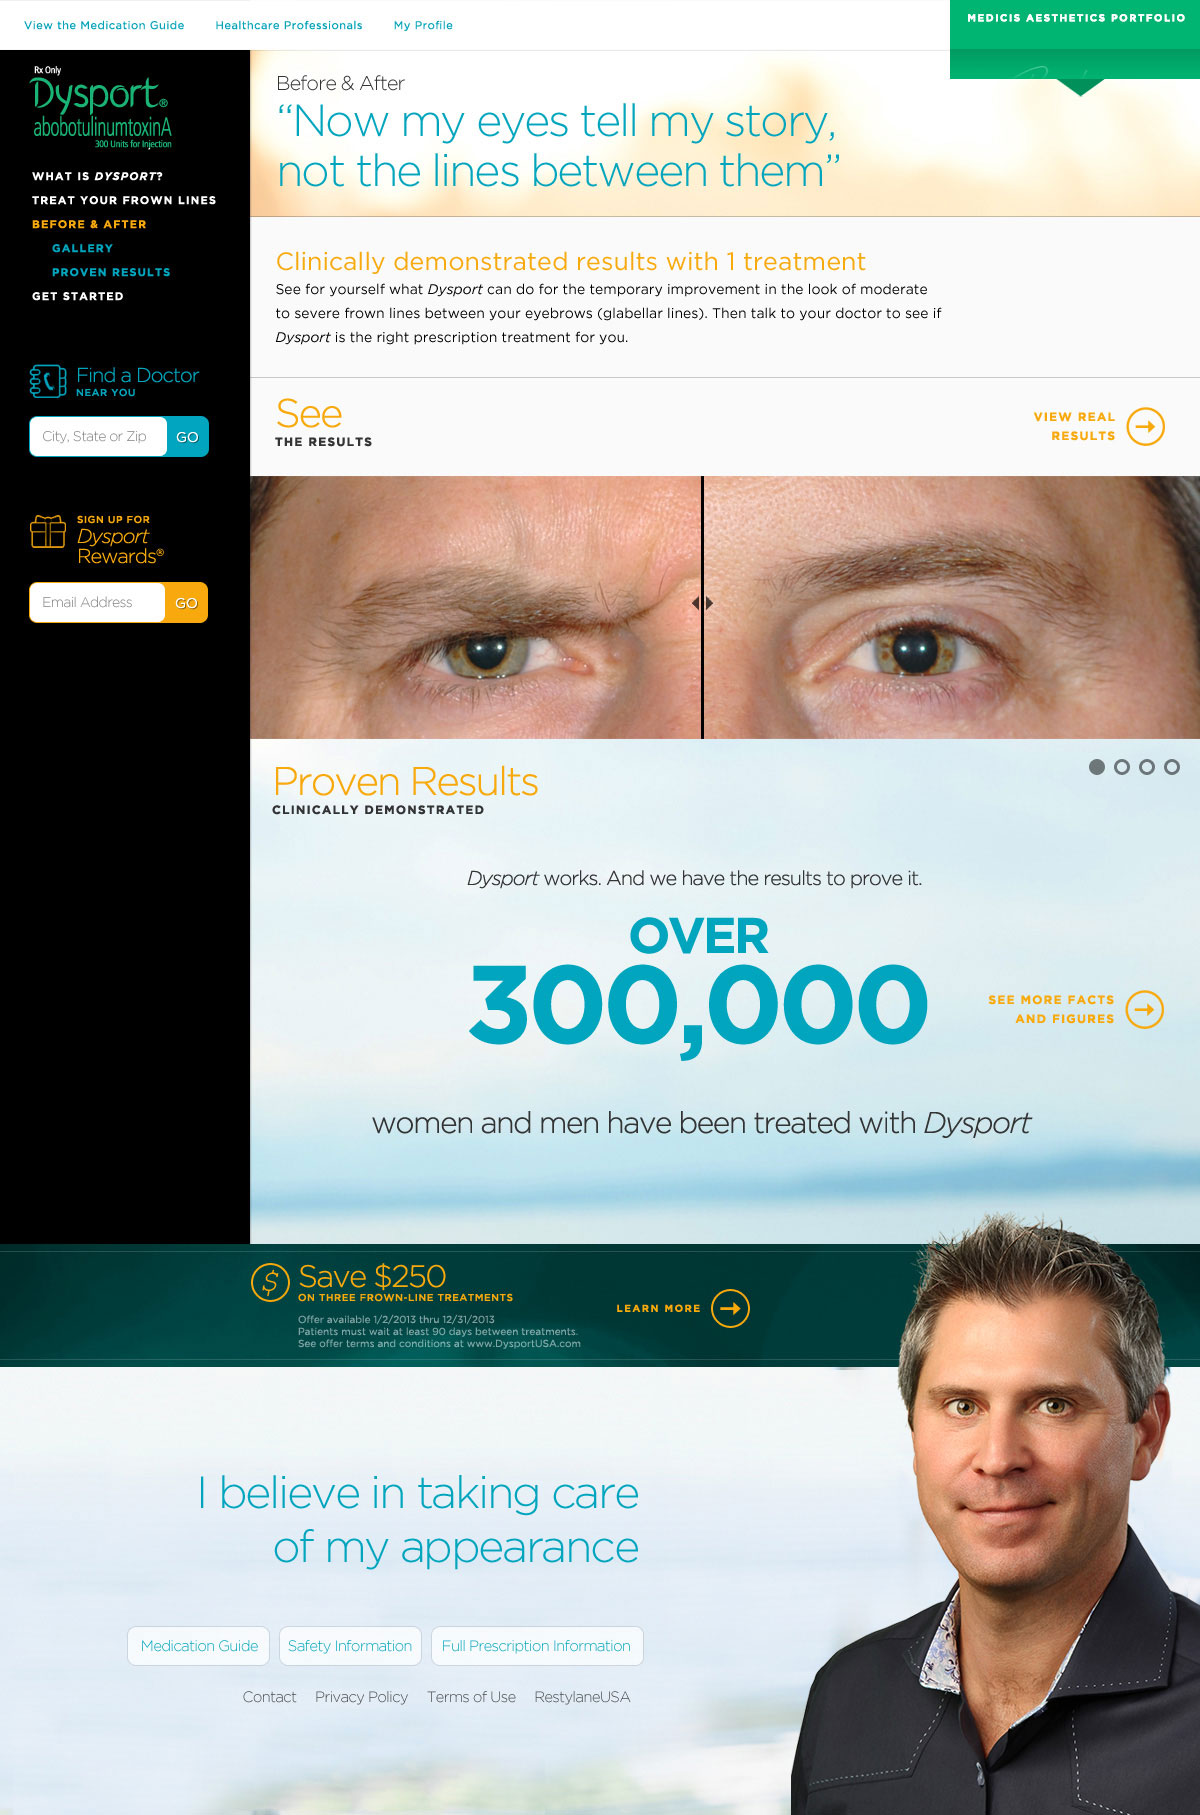 View the Medication Guide
Healthcare Professionals
My Profile
MEDICIS AESTHETICS PORTFOLIO
Rx Only
Dysport®
abobotulinumtoxinA
300 Units for Injection
WHAT IS DYSPORT?
TREAT YOUR FROWN LINES
BEFORE & AFTER
GALLERY
PROVEN RESULTS
GET STARTED
Find a Doctor
NEAR YOU
City, State or Zip
GO
SIGN UP FOR
Dysport
Rewards®
Email Address
GO
Before & After
“Now my eyes tell my story,
not the lines between them”
Clinically demonstrated results with 1 treatment
See for yourself what Dysport can do for the temporary improvement in the look of moderate
to severe frown lines between your eyebrows (glabellar lines). Then talk to your doctor to see if
Dysport is the right prescription treatment for you.
See
THE RESULTS
VIEW REAL
RESULTS
Proven Results
CLINICALLY DEMONSTRATED
Dysport works. And we have the results to prove it.
OVER
300,000
SEE MORE FACTS
AND FIGURES
women and men have been treated with Dysport
$
Save $250
ON THREE FROWN-LINE TREATMENTS
Offer available 1/2/2013 thru 12/31/2013
Patients must wait at least 90 days between treatments.
See offer terms and conditions at www.DysportUSA.com
LEARN MORE
I believe in taking care
of my appearance
Medication Guide
Safety Information
Full Prescription Information
Contact
Privacy Policy
Terms of Use
RestylaneUSA